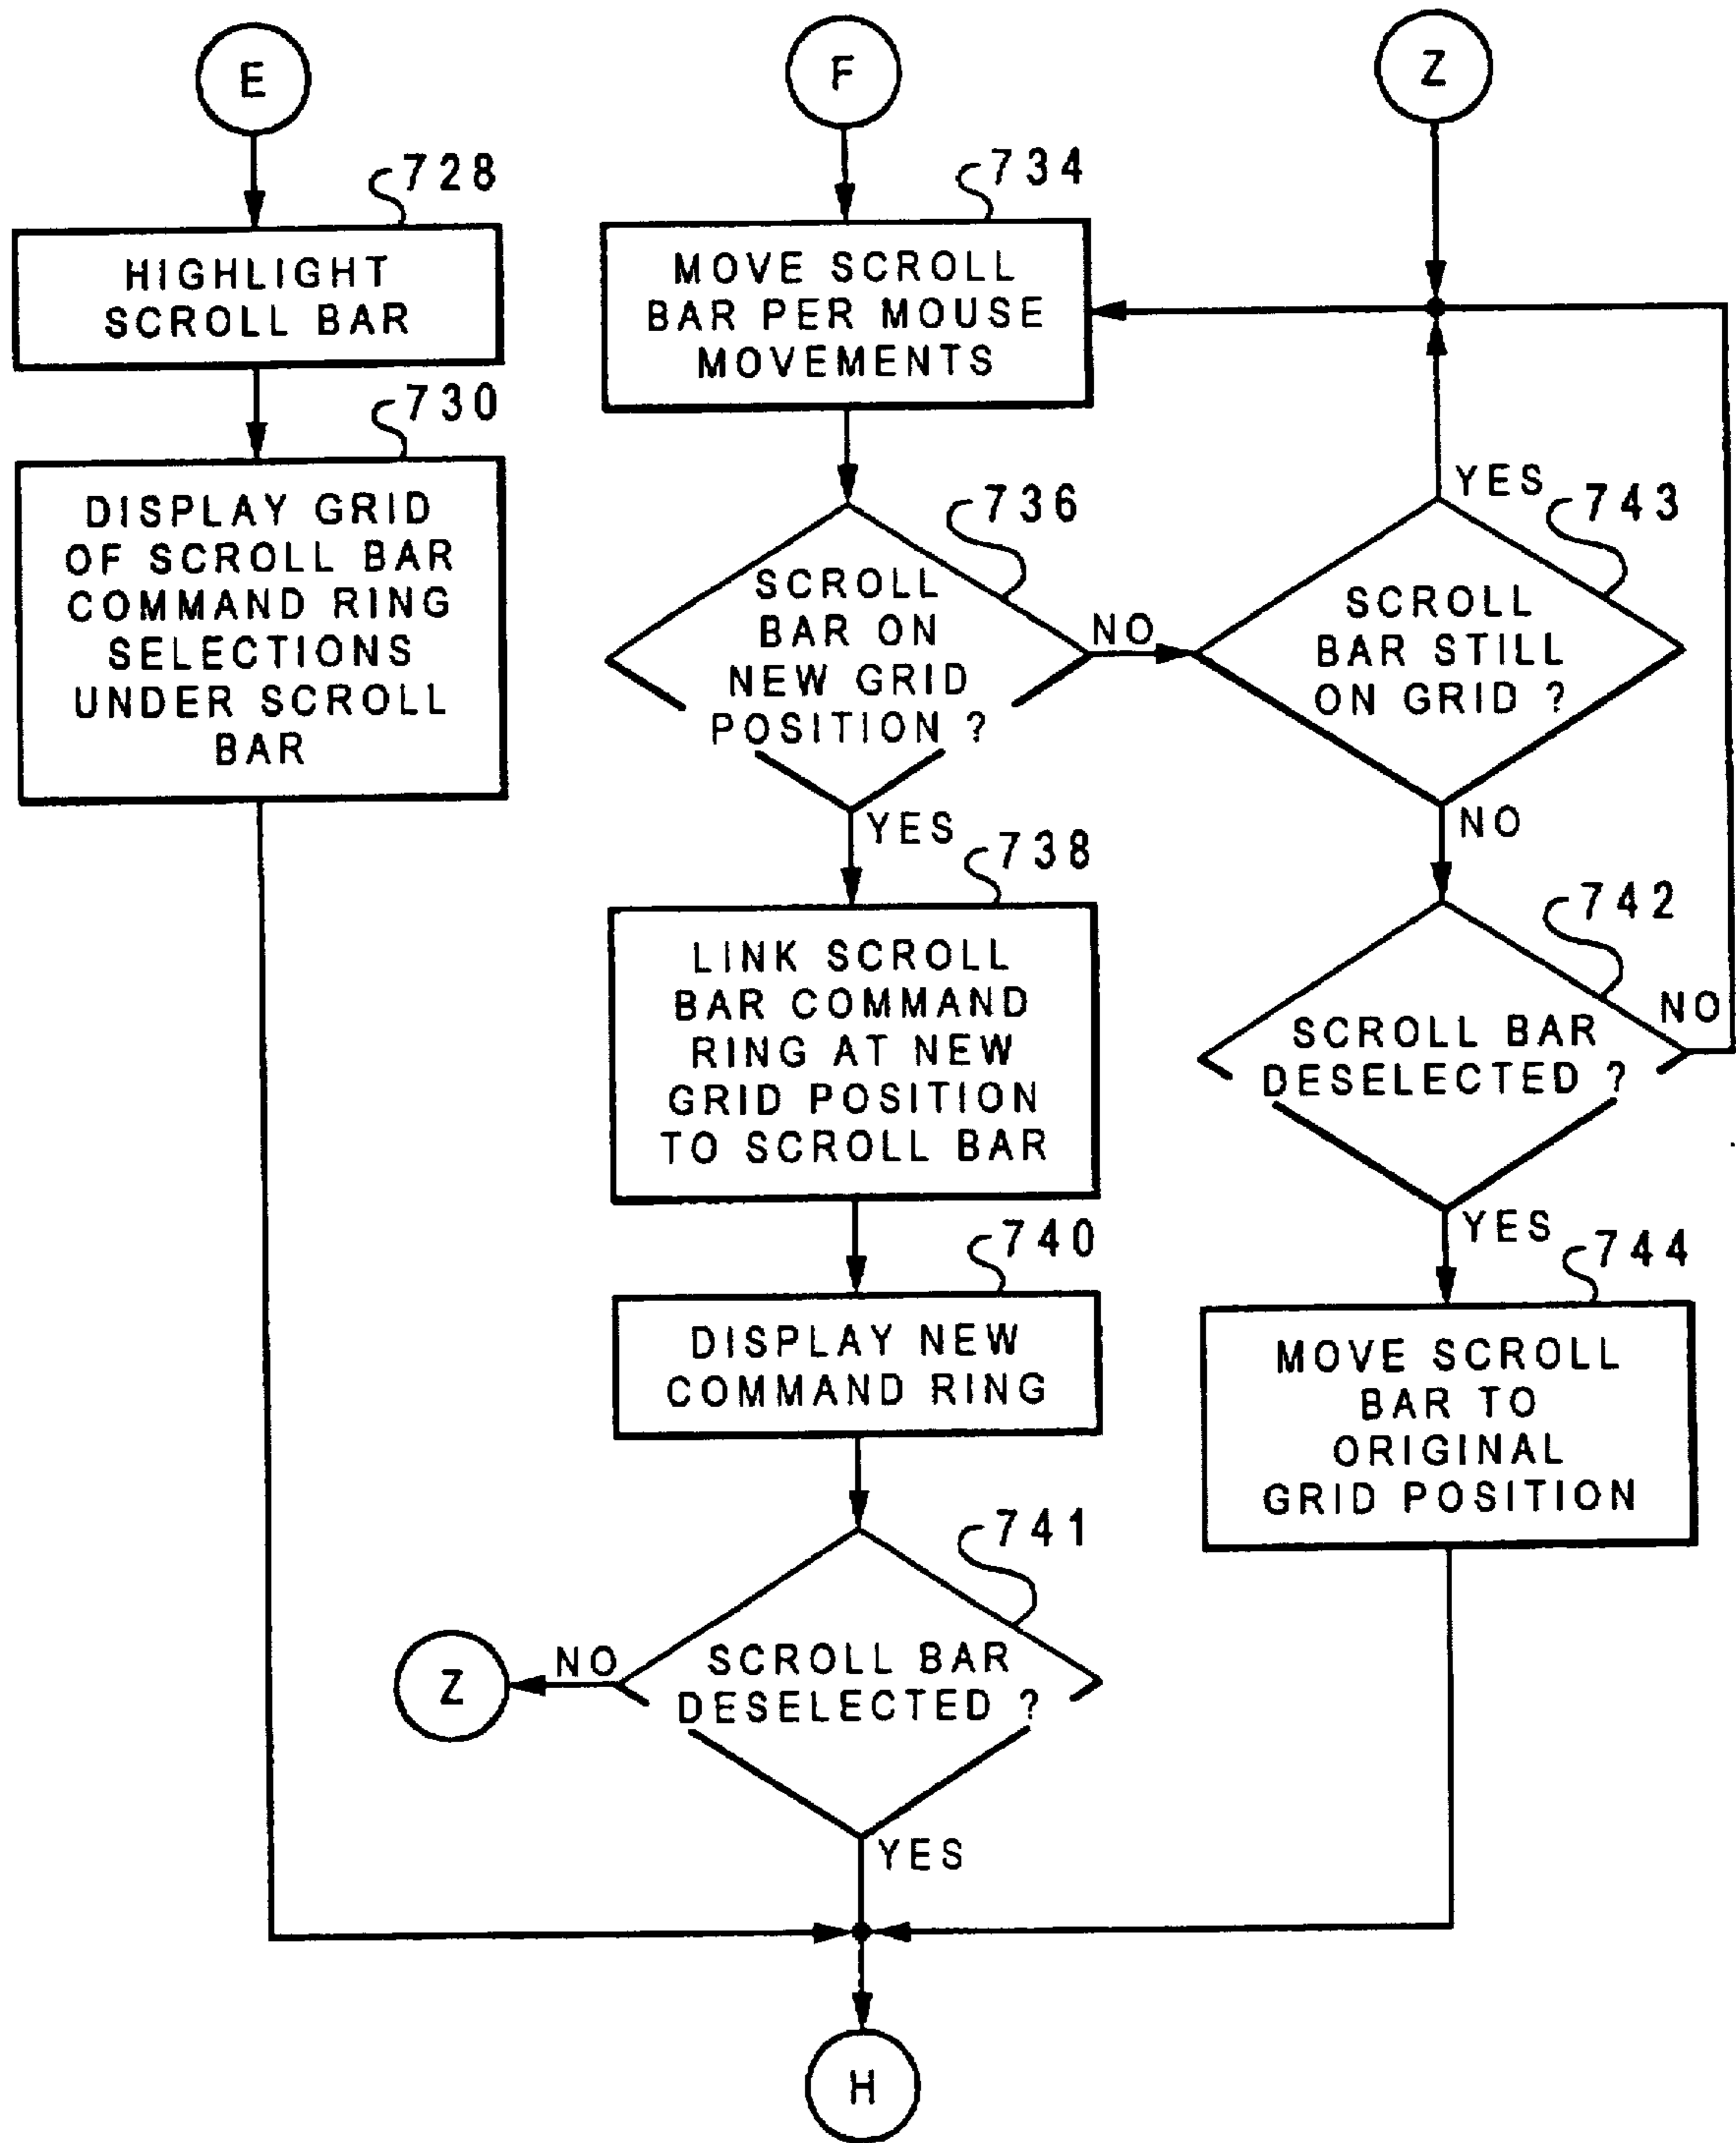 E
728
HIGHLIGHT
SCROLL BAR
730
DISPLAY GRID
OF SCROLL BAR
COMMAND RING
SELECTIONS
UNDER SCROLL
BAR
F
734
MOVE SCROLL
BAR PER MOUSE
MOVEMENTS
736
SCROLL
BAR ON
NEW GRID
POSITION ?
NO
YES
738
LINK SCROLL
BAR COMMAND
RING AT NEW
GRID POSITION
TO SCROLL BAR
740
DISPLAY NEW
COMMAND RING
741
SCROLL BAR
DESELECTED ?
NO
Z
YES
Z
YES
743
SCROLL
BAR STILL
ON GRID ?
NO
742
SCROLL BAR
DESELECTED ?
NO
YES
744
MOVE SCROLL
BAR TO
ORIGINAL
GRID POSITION
H